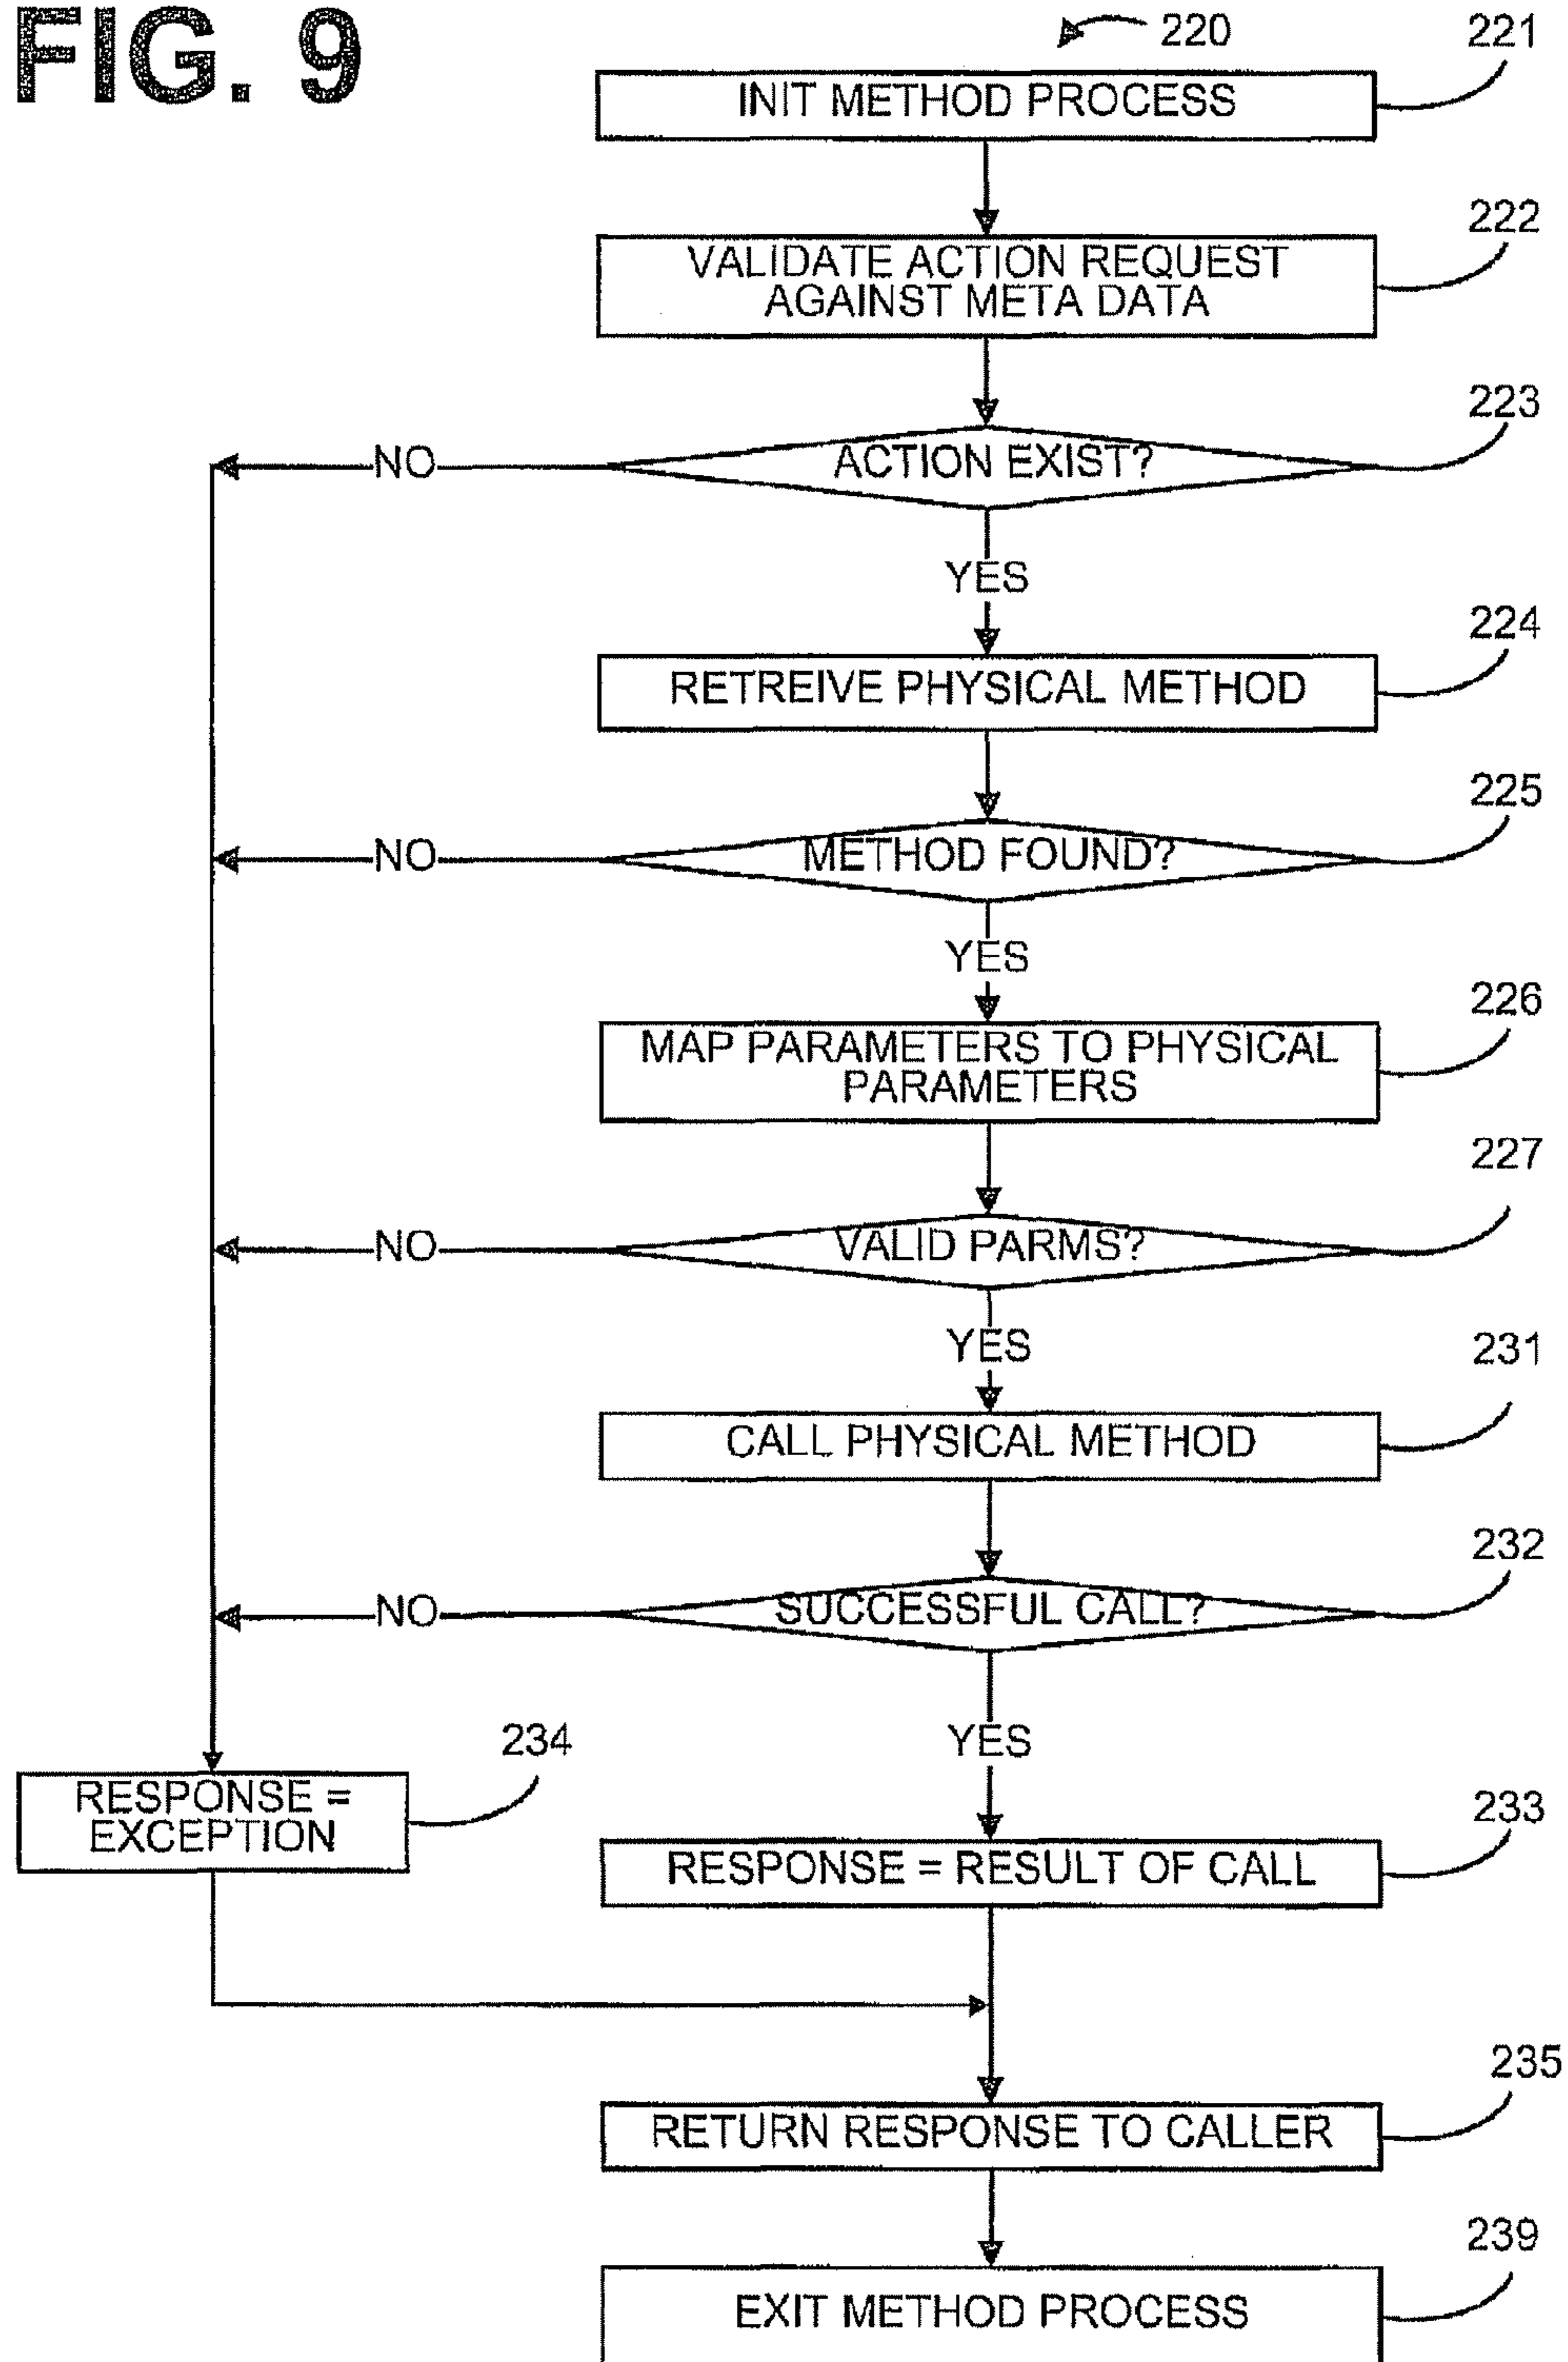 FIG. 9
220
221
INIT METHOD PROCESS
222
VALIDATE ACTION REQUEST
AGAINST META DATA
223
NO
ACTION EXIST?
YES
224
RETREIVE PHYSICAL METHOD
225
NO
METHOD FOUND?
YES
226
MAP PARAMETERS TO PHYSICAL
PARAMETERS
227
NO
VALID PARMS?
YES
231
CALL PHYSICAL METHOD
232
NO
SUCCESSFUL CALL?
YES
234
RESPONSE =
EXCEPTION
233
RESPONSE = RESULT OF CALL
235
RETURN RESPONSE TO CALLER
239
EXIT METHOD PROCESS